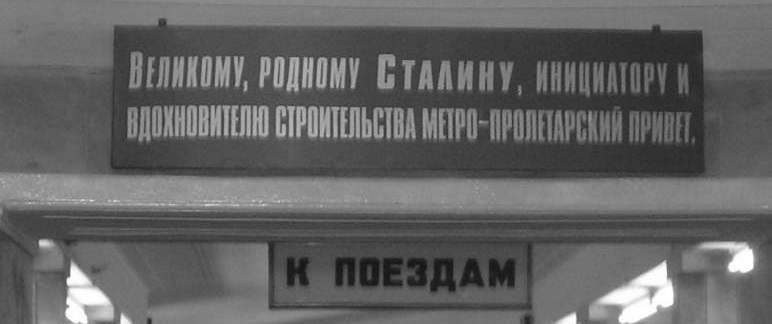 Великому, родному Сталину, инициатору и
вдохновителю строительства метро-пролетарский привет.
К ПОЕЗДАМ